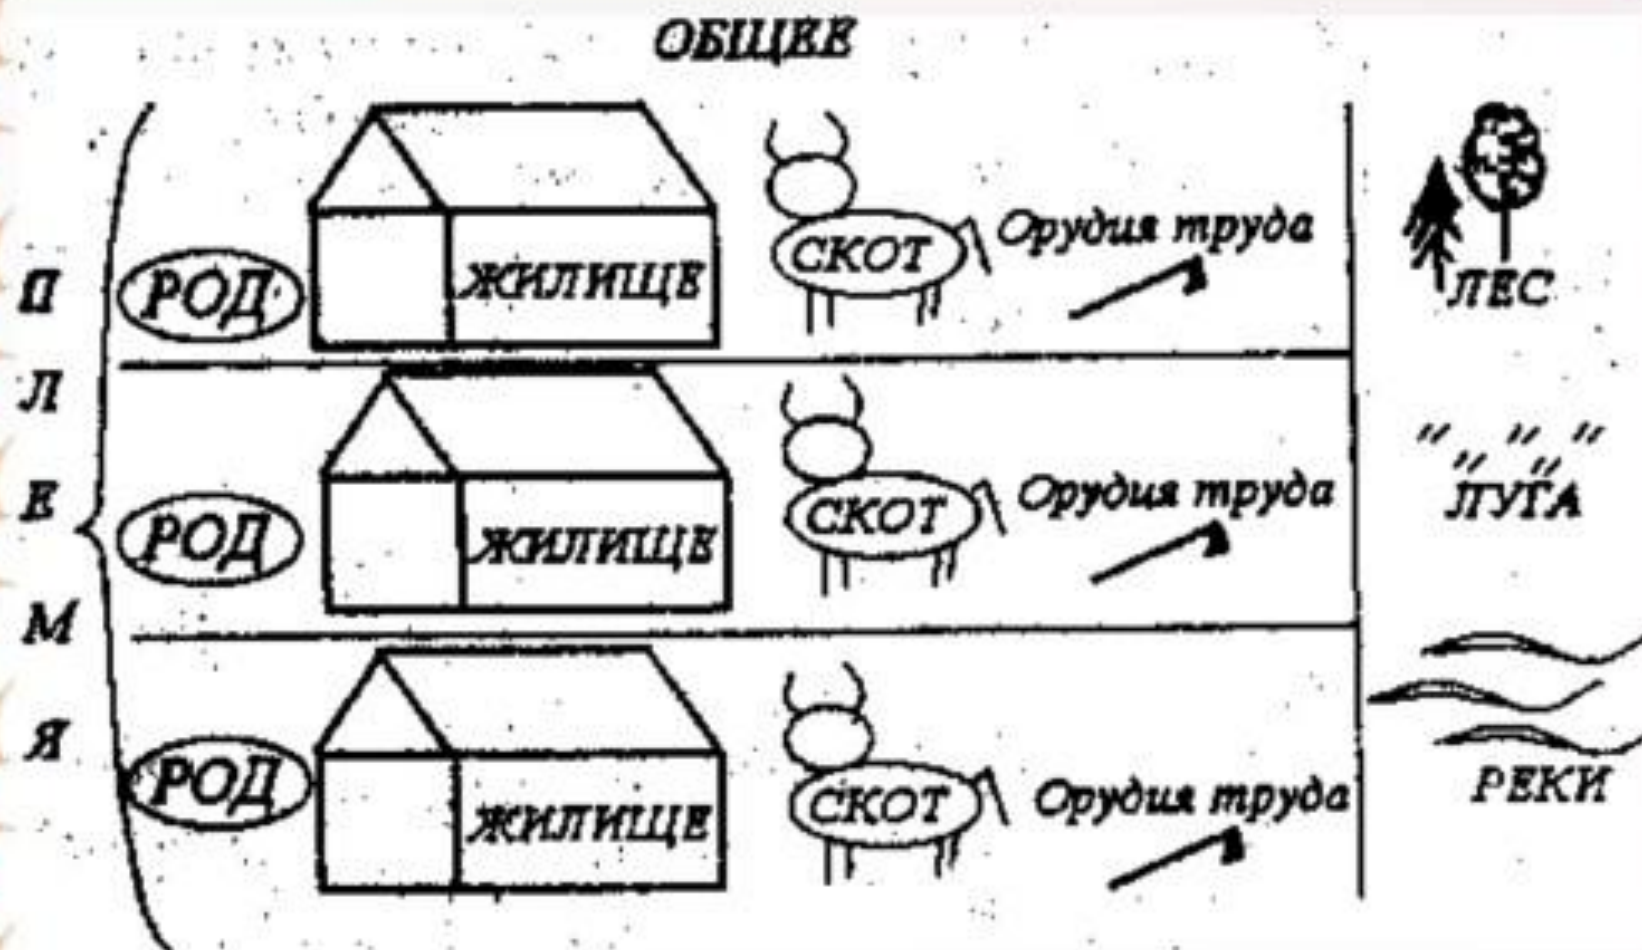 ОБЩЕЕ
ПЛЕМЯ
РОД
ЖИЛИЩЕ
СКОТ
Орудия труда
ЛЕС
РОД
ЖИЛИЩЕ
СКОТ
Орудия труда
ЛУГА
РОД
ЖИЛИЩЕ
СКОТ
Орудия труда
РЕКИ